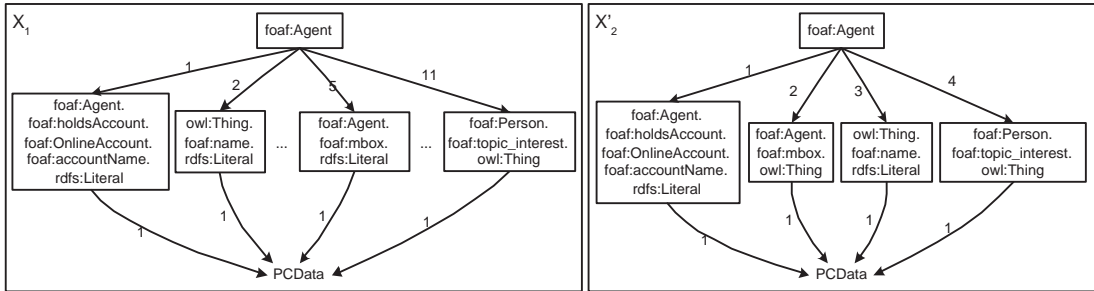 X1
foaf:Agent
1
2
5
11
foaf:Agent.
foaf:holdsAccount.
foaf:OnlineAccount.
foaf:accountName.
rdfs:Literal
owl:Thing.
foaf:name.
rdfs:Literal
...
foaf:Agent.
foaf:mbox.
rdfs:Literal
...
foaf:Person.
foaf:topic_interest.
owl:Thing
1
1
1
1
PCData
X'2
foaf:Agent
1
2
3
4
foaf:Agent.
foaf:holdsAccount.
foaf:OnlineAccount.
foaf:accountName.
rdfs:Literal
foaf:Agent.
foaf:mbox.
owl:Thing
owl:Thing.
foaf:name.
rdfs:Literal
foaf:Person.
foaf:topic_interest.
owl:Thing
1
1
1
1
PCData